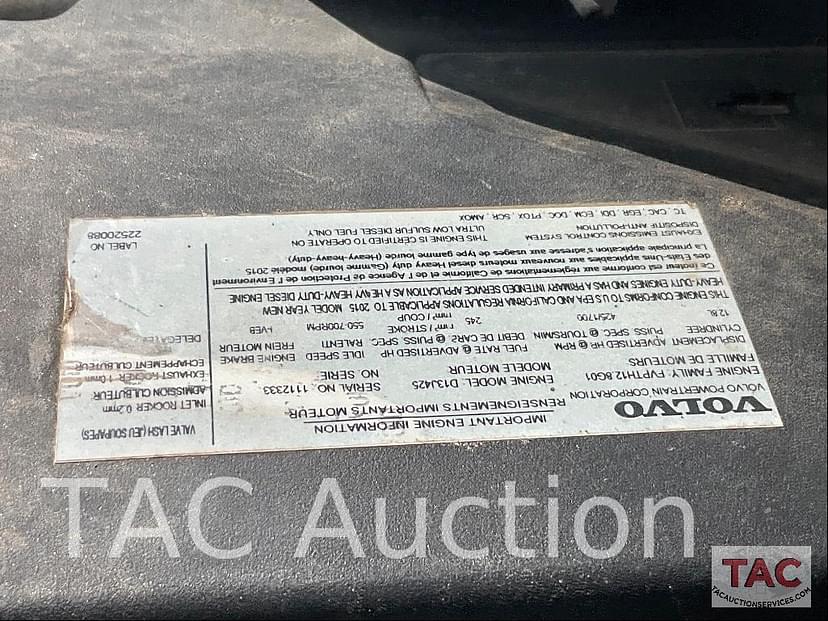 IMPORTANT ENGINE INFORMATION
RENSEIGNEMENTS IMPORTANTS MOTEUR
VOLVO
VOLVO POWERTRAIN CORPORATION
ENGINE FAMILY: FVPTH12.8G01 ENGINE MODEL: D13J425 SERIAL NO. 1112333
FAMILLE DE MOTEURS MODELE MOTEUR NO SERIE
DISPLACEMENT ADVERTISED HP @ RPM FUEL RATE @ ADVERTISED HP IDLE SPEED ENGINE BRAKE
CYLINDREE PUISS SPEC @ TOURS/MIN DEBIT DE CARB @ PUISS SPEC RALENTI FREIN MOTEUR
12.8L 425/1700 245 mm³ / STROKE 550-700RPM VEB
mm³ / COUP
THIS ENGINE CONFORMS TO US EPA AND CALIFORNIA REGULATIONS APPLICABLE TO 2015 MODEL YEAR NEW
HEAVY DUTY ENGINES AND HAS A PRIMARY INTENDED SERVICE APPLICATION AS A HEAVY HEAVY-DUTY DIESEL ENGINE
Ce moteur est conforme aux Réglementations de Californie et de l' Agence de Protection de l' Environnement
des Etats-Unis applicables aux nouveaux moteurs diesel Heavy duty (Gamme lourde) (modèle 2015)
La principale application s'adresse aux usages de type gamme lourde (Heavy heavy-duty)
EXHAUST EMISSIONS CONTROL SYSTEM THIS ENGINE IS CERTIFIED TO OPERATE ON
DISPOSITIF ANTI-POLLUTION ULTRA LOW SULFUR DIESEL FUEL ONLY
TC, CAC, EGR, DDI, ECM, DOC, PTOX, SCR, AMOX
VALVE LASH (JEU SOUPAPES)
INLET ROCKER 0.2mm
ADMISSION CULBUTEUR
EXHAUST ROCKER 1.0mm
ECHAPPEMENT CULBUTEUR
DELEGATED
LABEL NO
22520088
TAC Auction
TAC
TACAUCTIONSERVICES.COM